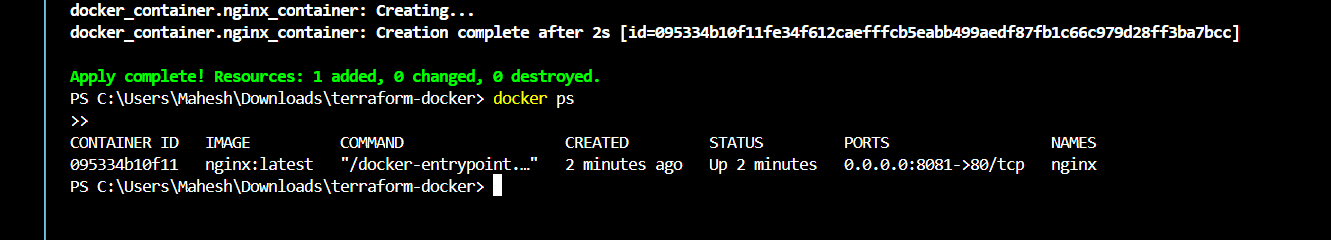 docker_container.nginx_container: Creating...
docker_container.nginx_container: Creation complete after 2s [id=095334b10f11fe34f612caefffcb5eabb499aedf87fb1c66c979d28ff3ba7bcc]
Apply complete! Resources: 1 added, 0 changed, 0 destroyed.
PS C:\Users\Mahesh\Downloads\terraform-docker> docker ps
>>
CONTAINER ID   IMAGE          COMMAND                  CREATED         STATUS         PORTS                  NAMES
095334b10f11   nginx:latest   "/docker-entrypoint.…"   2 minutes ago   Up 2 minutes   0.0.0.0:8081->80/tcp   nginx
PS C:\Users\Mahesh\Downloads\terraform-docker>